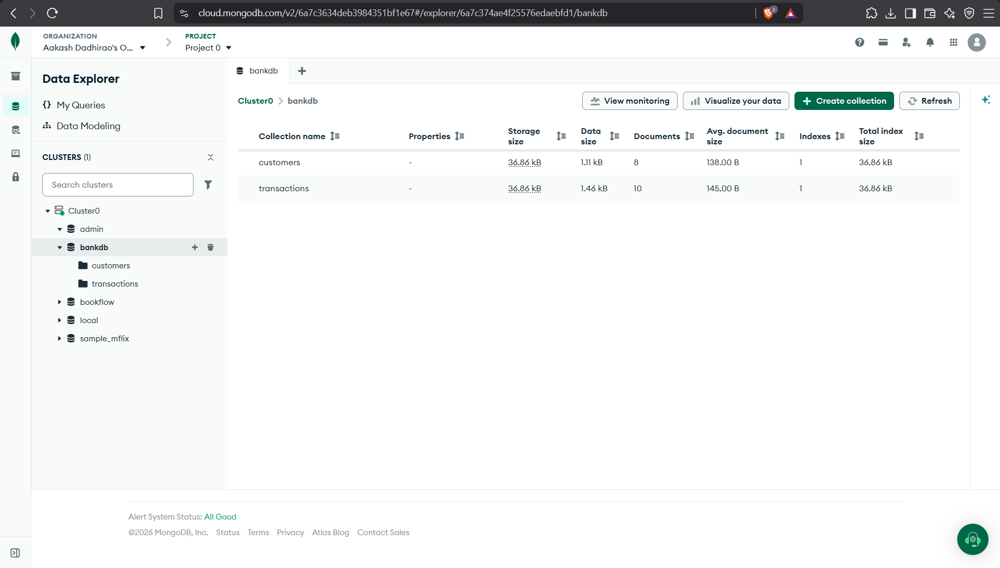 cloud.mongodb.com/v2/6a7c3634deb3984351bf1e67#/explorer/6a7c374ae4f25576edaebfd1/bankdb
3
ORGANIZATION
Aakash Dadhirao's O...
PROJECT
Project 0
Data Explorer
My Queries
Data Modeling
CLUSTERS (1)
Search clusters
Cluster0
admin
bankdb
customers
transactions
bookflow
local
sample_mflix
bankdb
Cluster0 bankdb
View monitoring
Visualize your data
Create collection
Refresh
Collection name Properties Storage size Data size Documents Avg. document size Indexes Total index size
customers - 36.86 kB 1.11 kB 8 138.00 B 1 36.86 kB
transactions - 36.86 kB 1.46 kB 10 145.00 B 1 36.86 kB
Alert System Status: All Good
©2026 MongoDB, Inc. Status Terms Privacy Atlas Blog Contact Sales